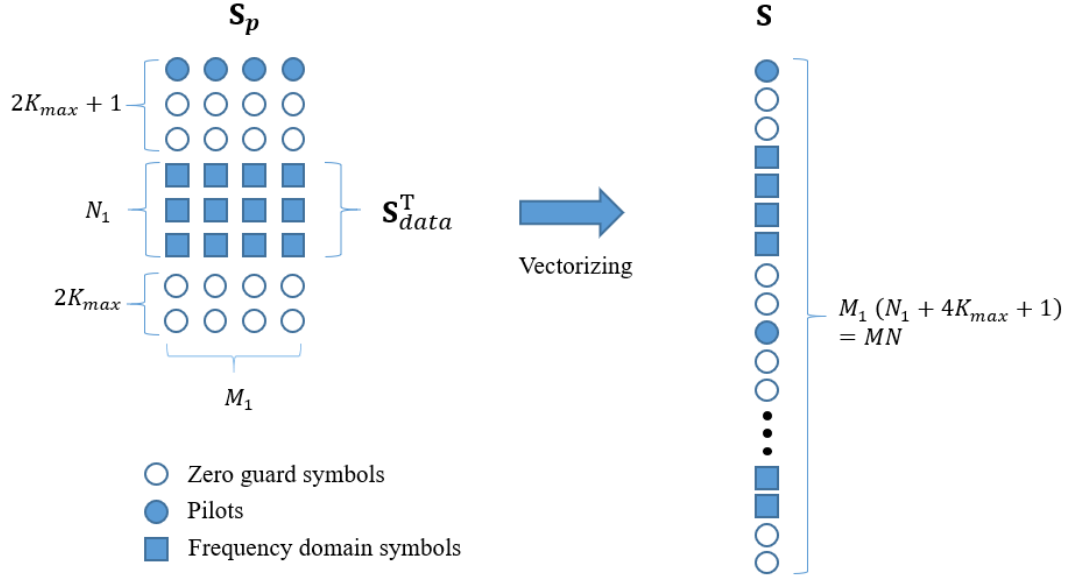 S_p
S
2K_max + 1
N_1
S_data^T
Vectorizing
2K_max
M_1 (N_1 + 4K_max + 1)
= MN
M_1
Zero guard symbols
Pilots
Frequency domain symbols